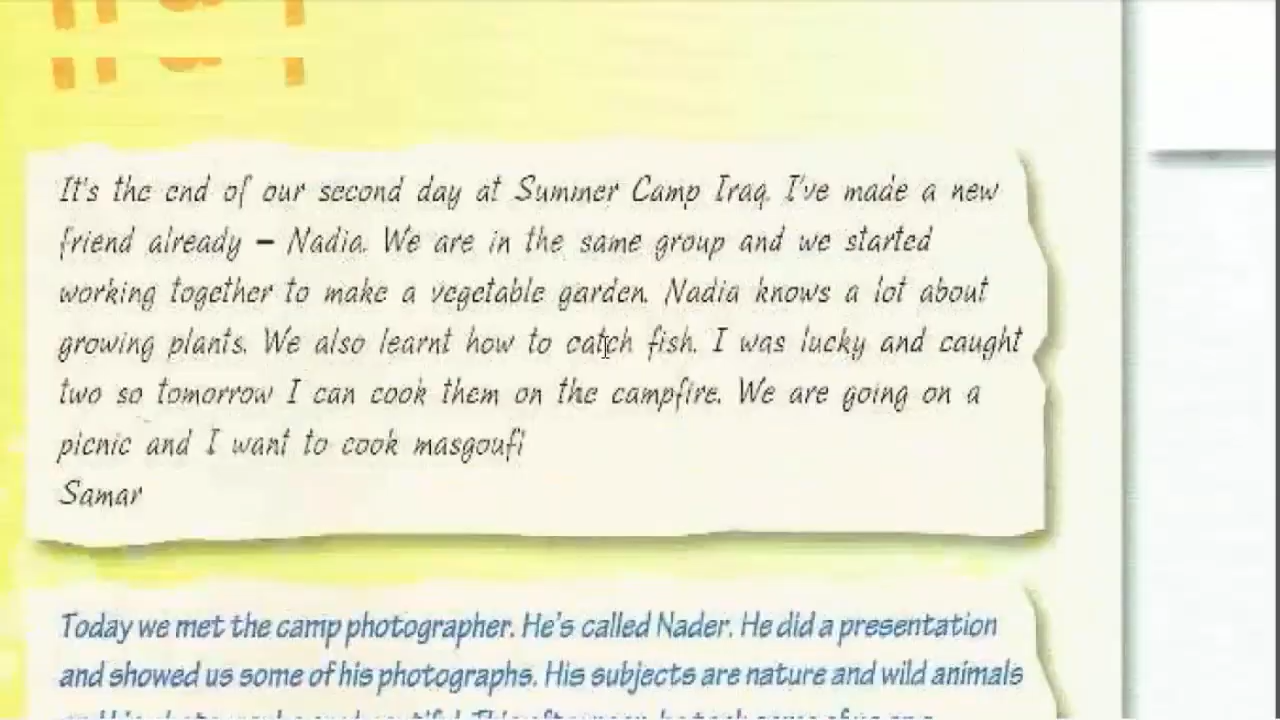 It's the end of our second day at Summer Camp Iraq. I've made a new
friend already – Nadia. We are in the same group and we started
working together to make a vegetable garden. Nadia knows a lot about
growing plants. We also learnt how to catch fish. I was lucky and caught
two so tomorrow I can cook them on the campfire. We are going on a
picnic and I want to cook masgouf!
Samar
Today we met the camp photographer. He's called Nader. He did a presentation
and showed us some of his photographs. His subjects are nature and wild animals